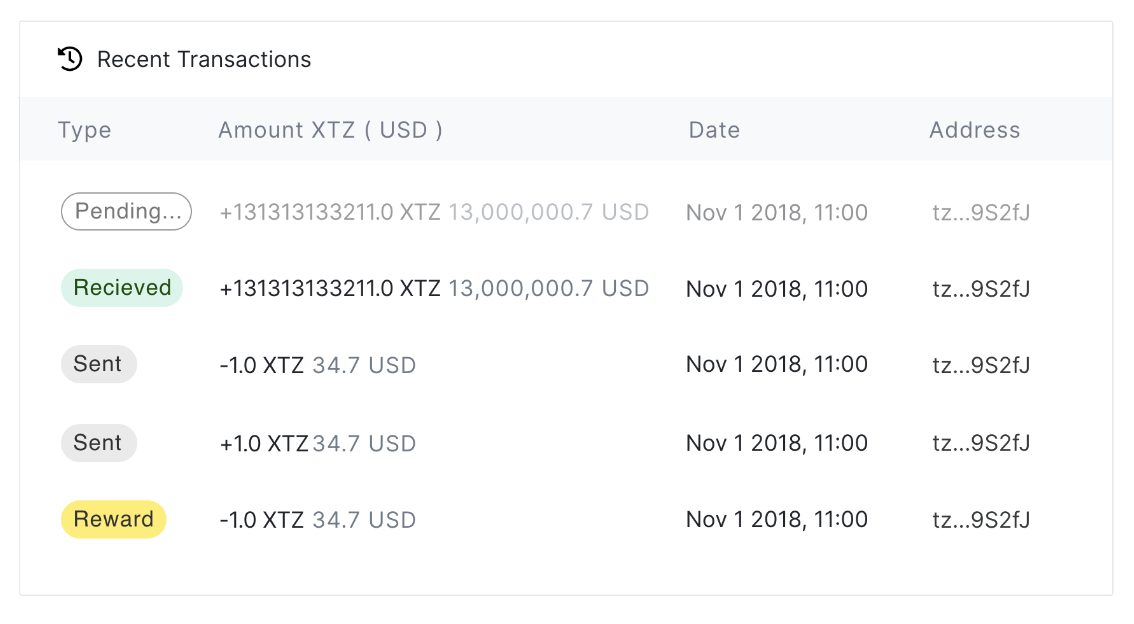 Recent Transactions
Type Amount XTZ ( USD ) Date Address
Pending... +131313133211.0 XTZ 13,000,000.7 USD Nov 1 2018, 11:00 tz...9S2fJ
Recieved +131313133211.0 XTZ 13,000,000.7 USD Nov 1 2018, 11:00 tz...9S2fJ
Sent -1.0 XTZ 34.7 USD Nov 1 2018, 11:00 tz...9S2fJ
Sent +1.0 XTZ 34.7 USD Nov 1 2018, 11:00 tz...9S2fJ
Reward -1.0 XTZ 34.7 USD Nov 1 2018, 11:00 tz...9S2fJ